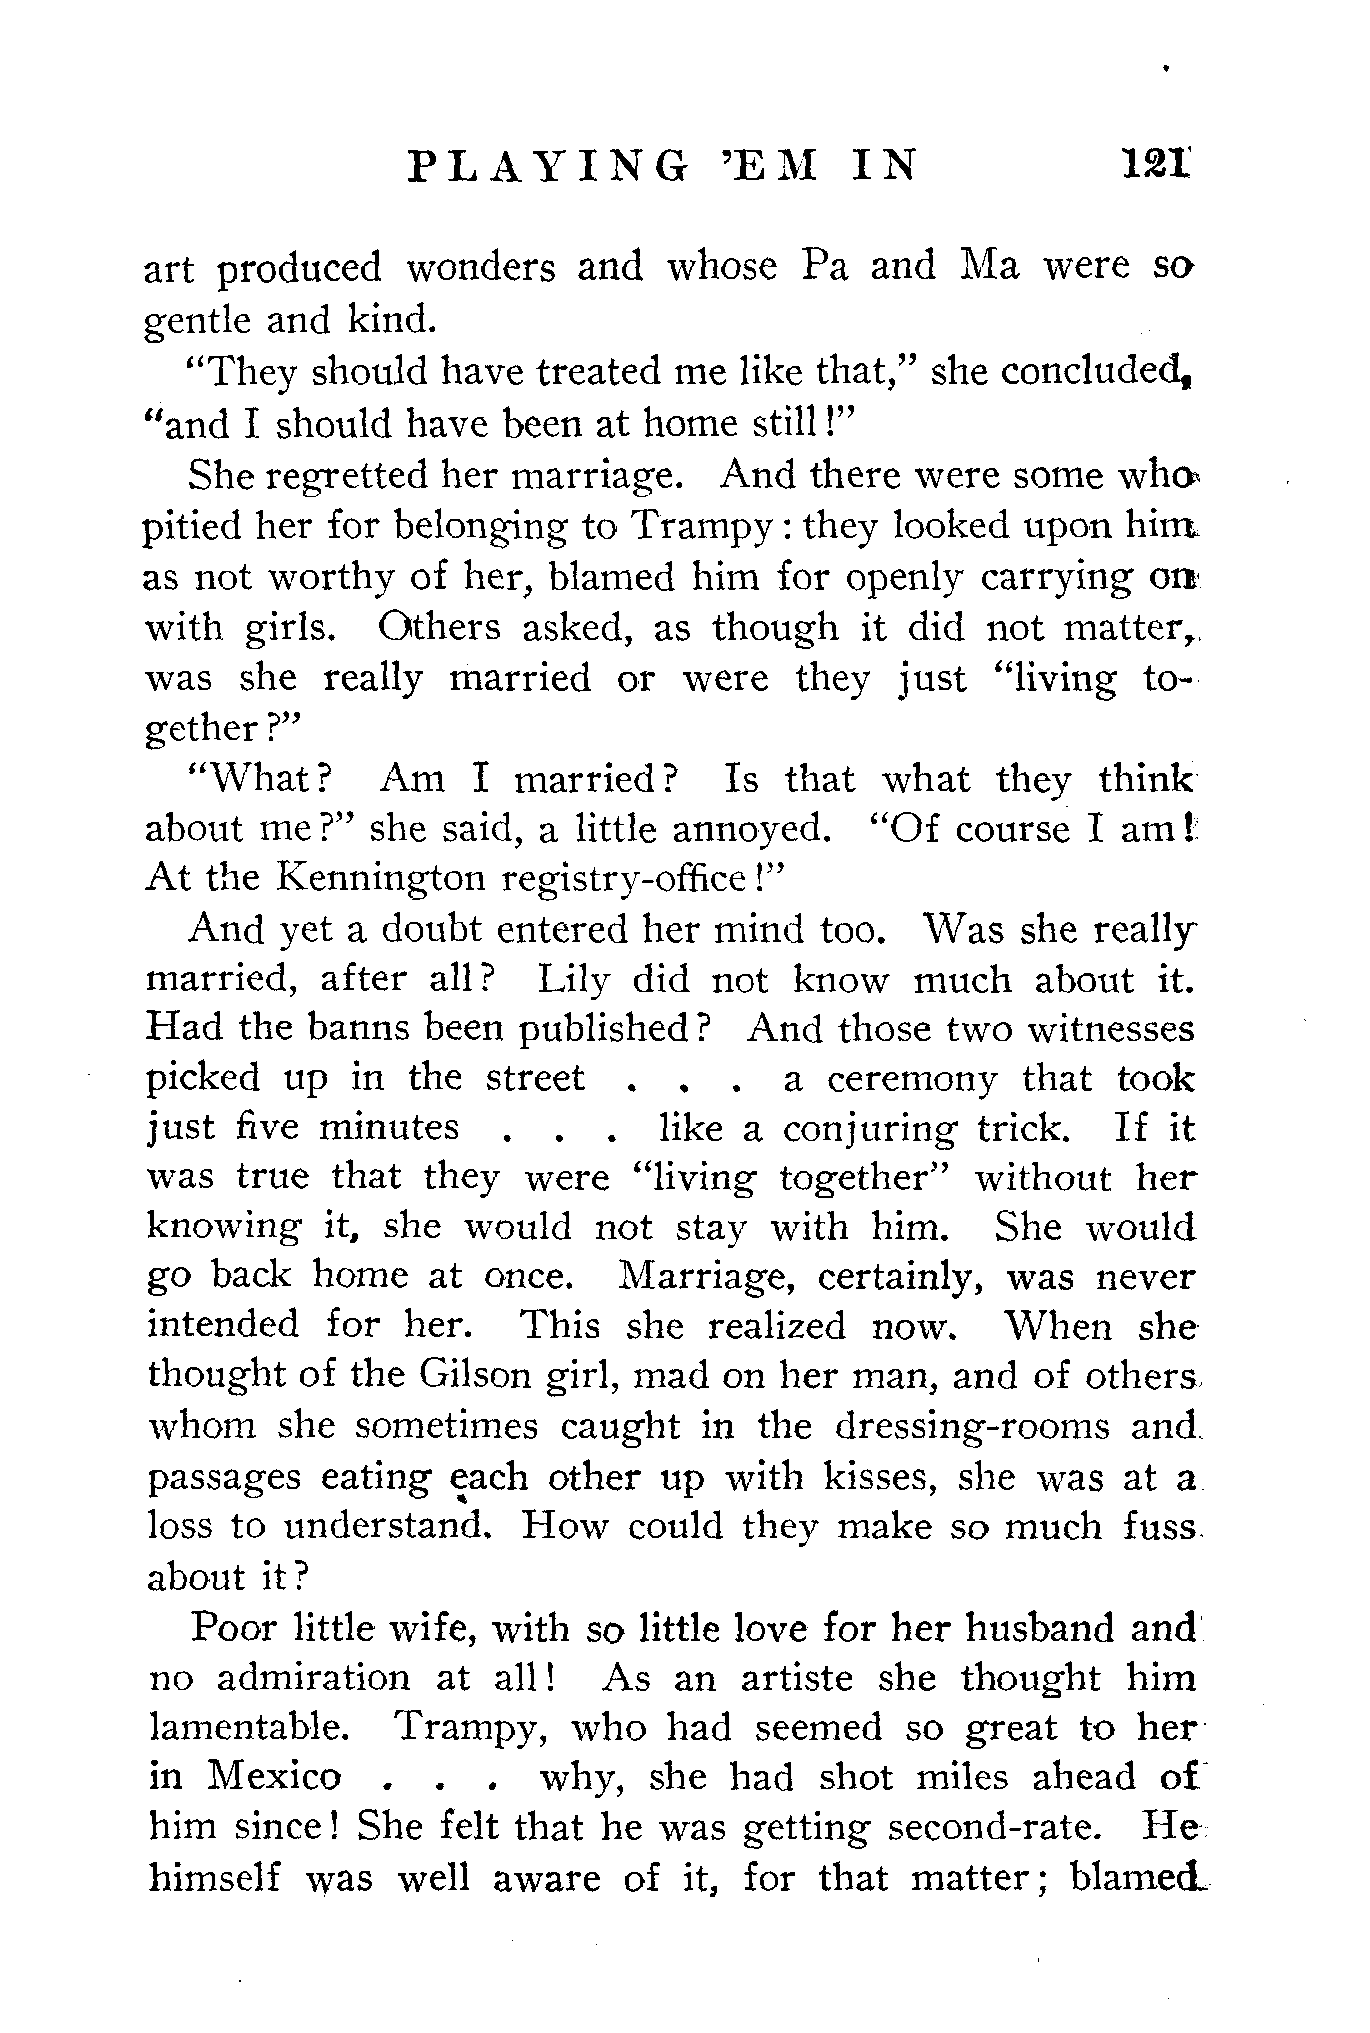 PLAYING 'EM IN 121
art produced wonders and whose Pa and Ma were so
gentle and kind.
“They should have treated me like that,” she concluded,
“and I should have been at home still!”
She regretted her marriage. And there were some who
pitied her for belonging to Trampy: they looked upon him
as not worthy of her, blamed him for openly carrying on
with girls. Others asked, as though it did not matter,
was she really married or were they just “living to-
gether?”
“What? Am I married? Is that what they think
about me?” she said, a little annoyed. “Of course I am!
At the Kennington registry-office!”
And yet a doubt entered her mind too. Was she really
married, after all? Lily did not know much about it.
Had the banns been published? And those two witnesses
picked up in the street . . . a ceremony that took
just five minutes . . . like a conjuring trick. If it
was true that they were “living together” without her
knowing it, she would not stay with him. She would
go back home at once. Marriage, certainly, was never
intended for her. This she realized now. When she
thought of the Gilson girl, mad on her man, and of others
whom she sometimes caught in the dressing-rooms and
passages eating each other up with kisses, she was at a
loss to understand. How could they make so much fuss
about it?
Poor little wife, with so little love for her husband and
no admiration at all! As an artiste she thought him
lamentable. Trampy, who had seemed so great to her
in Mexico . . . why, she had shot miles ahead of
him since! She felt that he was getting second-rate. He
himself was well aware of it, for that matter; blamed